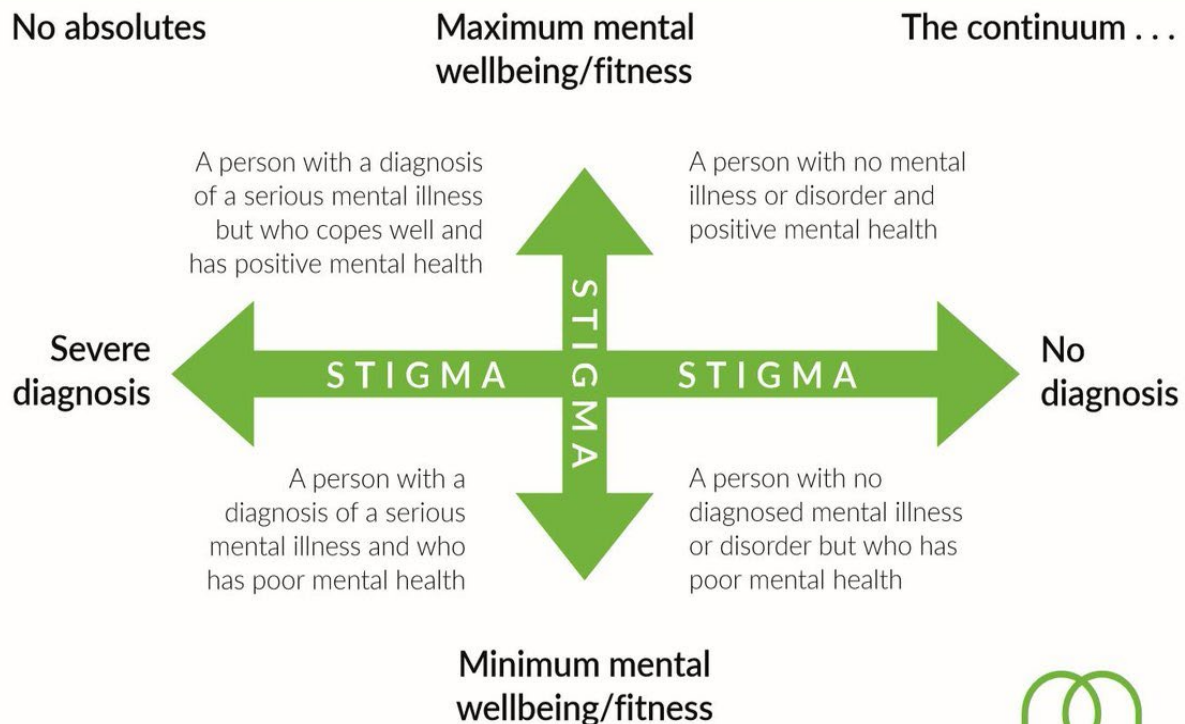 No absolutes
Maximum mental
wellbeing/fitness
The continuum . . .
A person with a diagnosis
of a serious mental illness
but who copes well and
has positive mental health
A person with no mental
illness or disorder and
positive mental health
Severe
diagnosis
STIGMA
STIGMA
STIGMA
No
diagnosis
A person with a
diagnosis of a serious
mental illness and who
has poor mental health
A person with no
diagnosed mental illness
or disorder but who has
poor mental health
Minimum mental
wellbeing/fitness